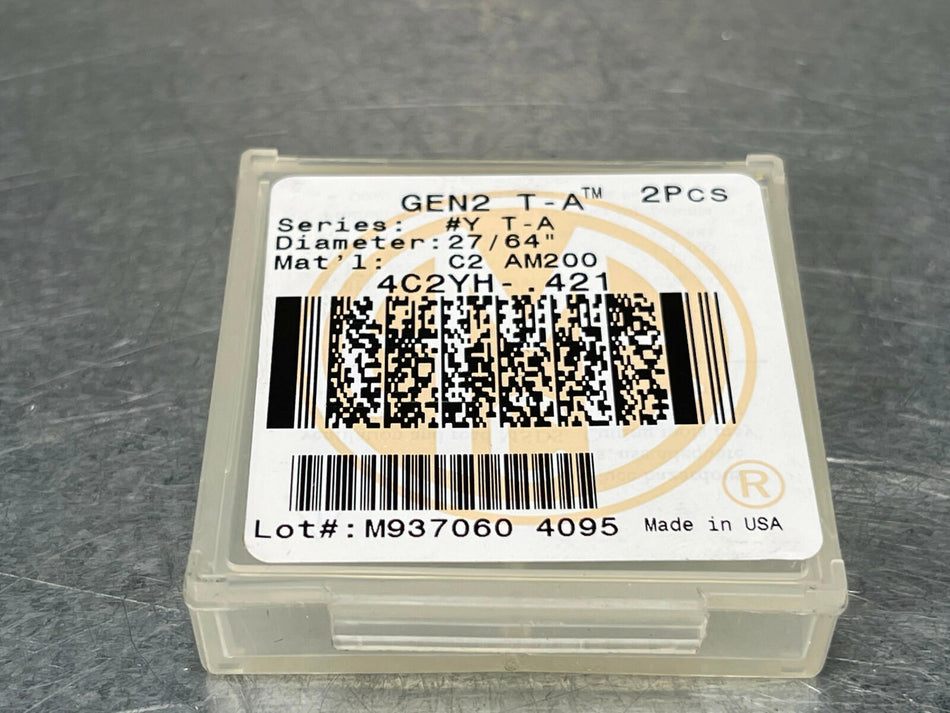 GEN2 T-A™ 2Pcs
Series: #Y T-A
Diameter:27/64"
Mat'l: C2 AM200
4C2YH-.421
®
Lot#:M937060 4095 Made in USA